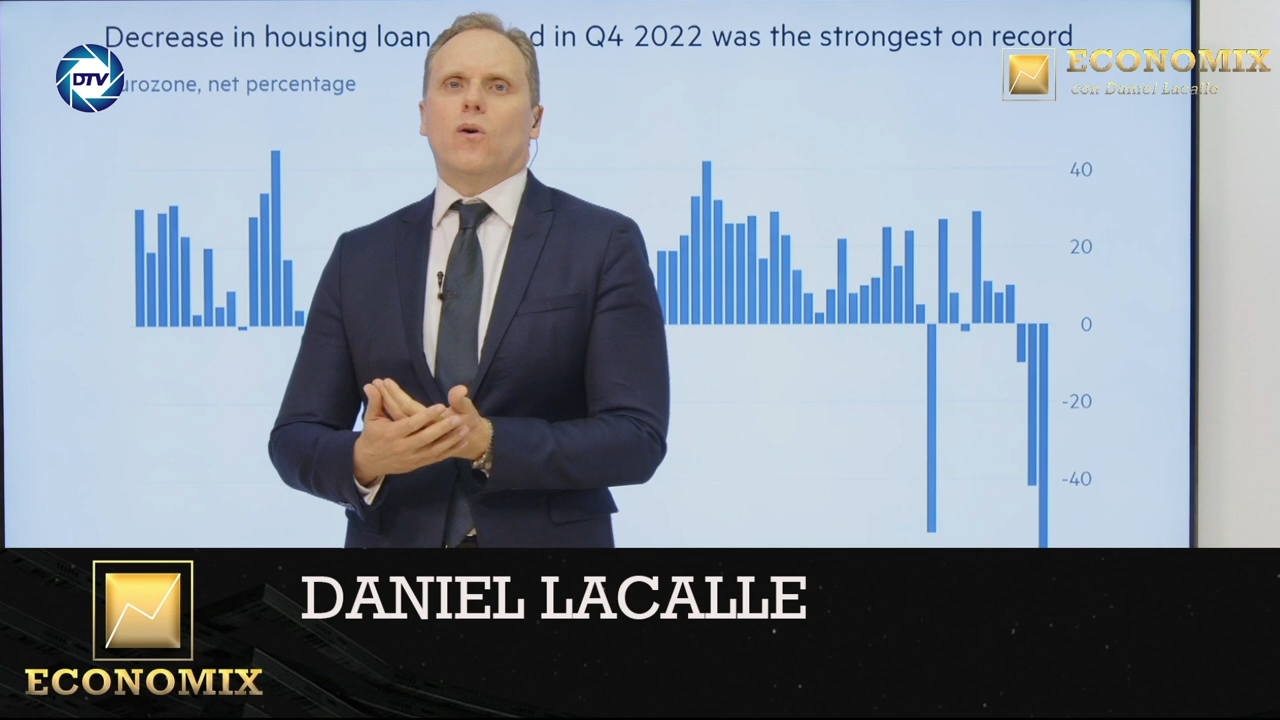 Decrease in housing loan d in Q4 2022 was the strongest on record
urozone, net percentage
DTV
ECONOMIX
con Daniel Lacalle
40
20
0
-20
-40
DANIEL LACALLE
ECONOMIX